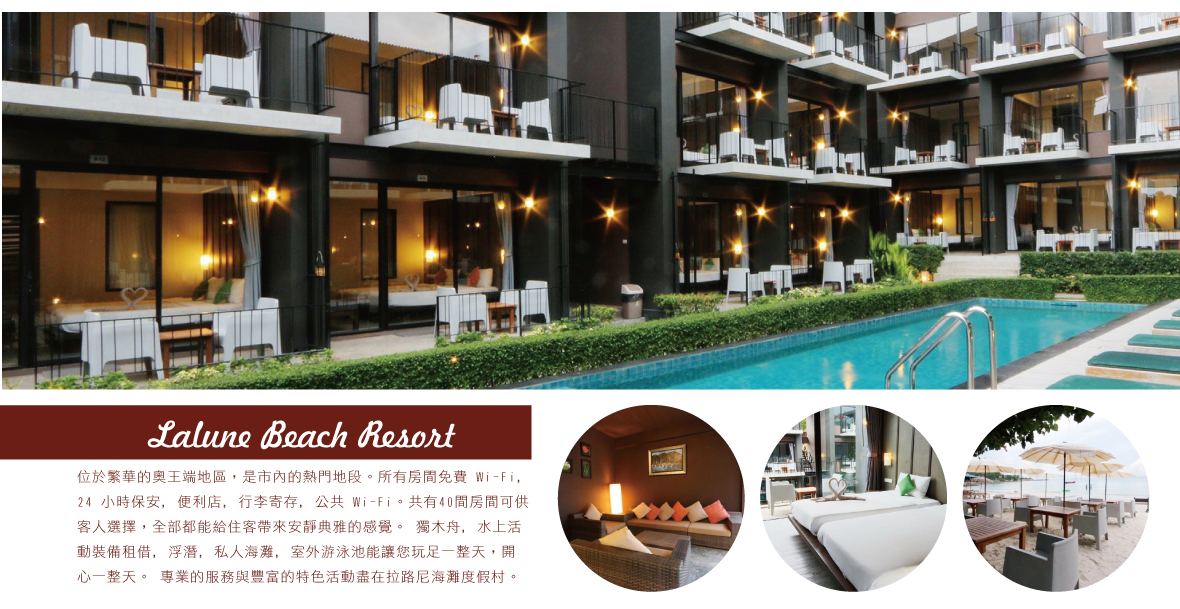 Lalune Beach Resort
位於繁華的奧王端地區，是市內的熱門地段。所有房間免費 Wi-Fi,
24 小時保安, 便利店, 行李寄存, 公共 Wi-Fi。共有40間房間可供
客人選擇，全部都能給住客帶來安靜典雅的感覺。 獨木舟, 水上活
動裝備租借, 浮潛, 私人海灘, 室外游泳池能讓您玩足一整天，開
心一整天。 專業的服務與豐富的特色活動盡在拉路尼海灘度假村。